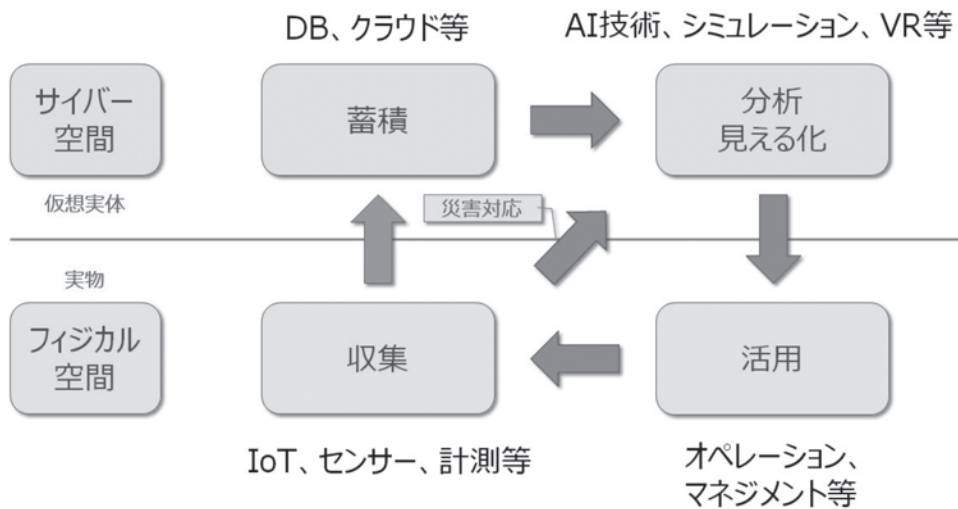 DB、クラウド等
AI技術、シミュレーション、VR等
サイバー
空間
蓄積
分析
見える化
仮想実体
災害対応
実物
フィジカル
空間
収集
活用
IoT、センサー、計測等
オペレーション、
マネジメント等